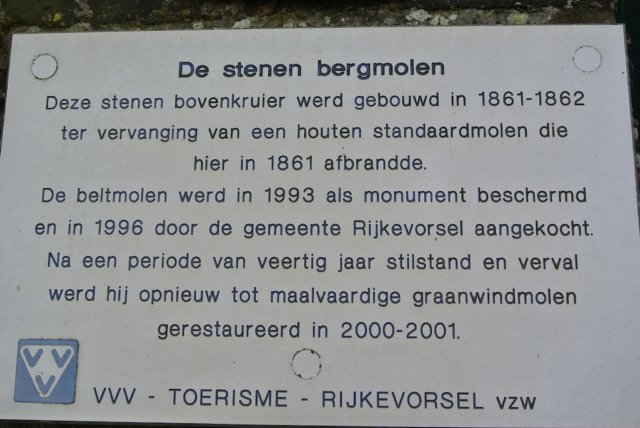 De stenen bergmolen
Deze stenen bovenkruier werd gebouwd in 1861-1862
ter vervanging van een houten standaardmolen die
hier in 1861 afbrandde.
De beltmolen werd in 1993 als monument beschermd
en in 1996 door de gemeente Rijkevorsel aangekocht.
Na een periode van veertig jaar stilstand en verval
werd hij opnieuw tot maalvaardige graanwindmolen
gerestaureerd in 2000-2001.
VVV
VVV - TOERISME - RIJKEVORSEL vzw